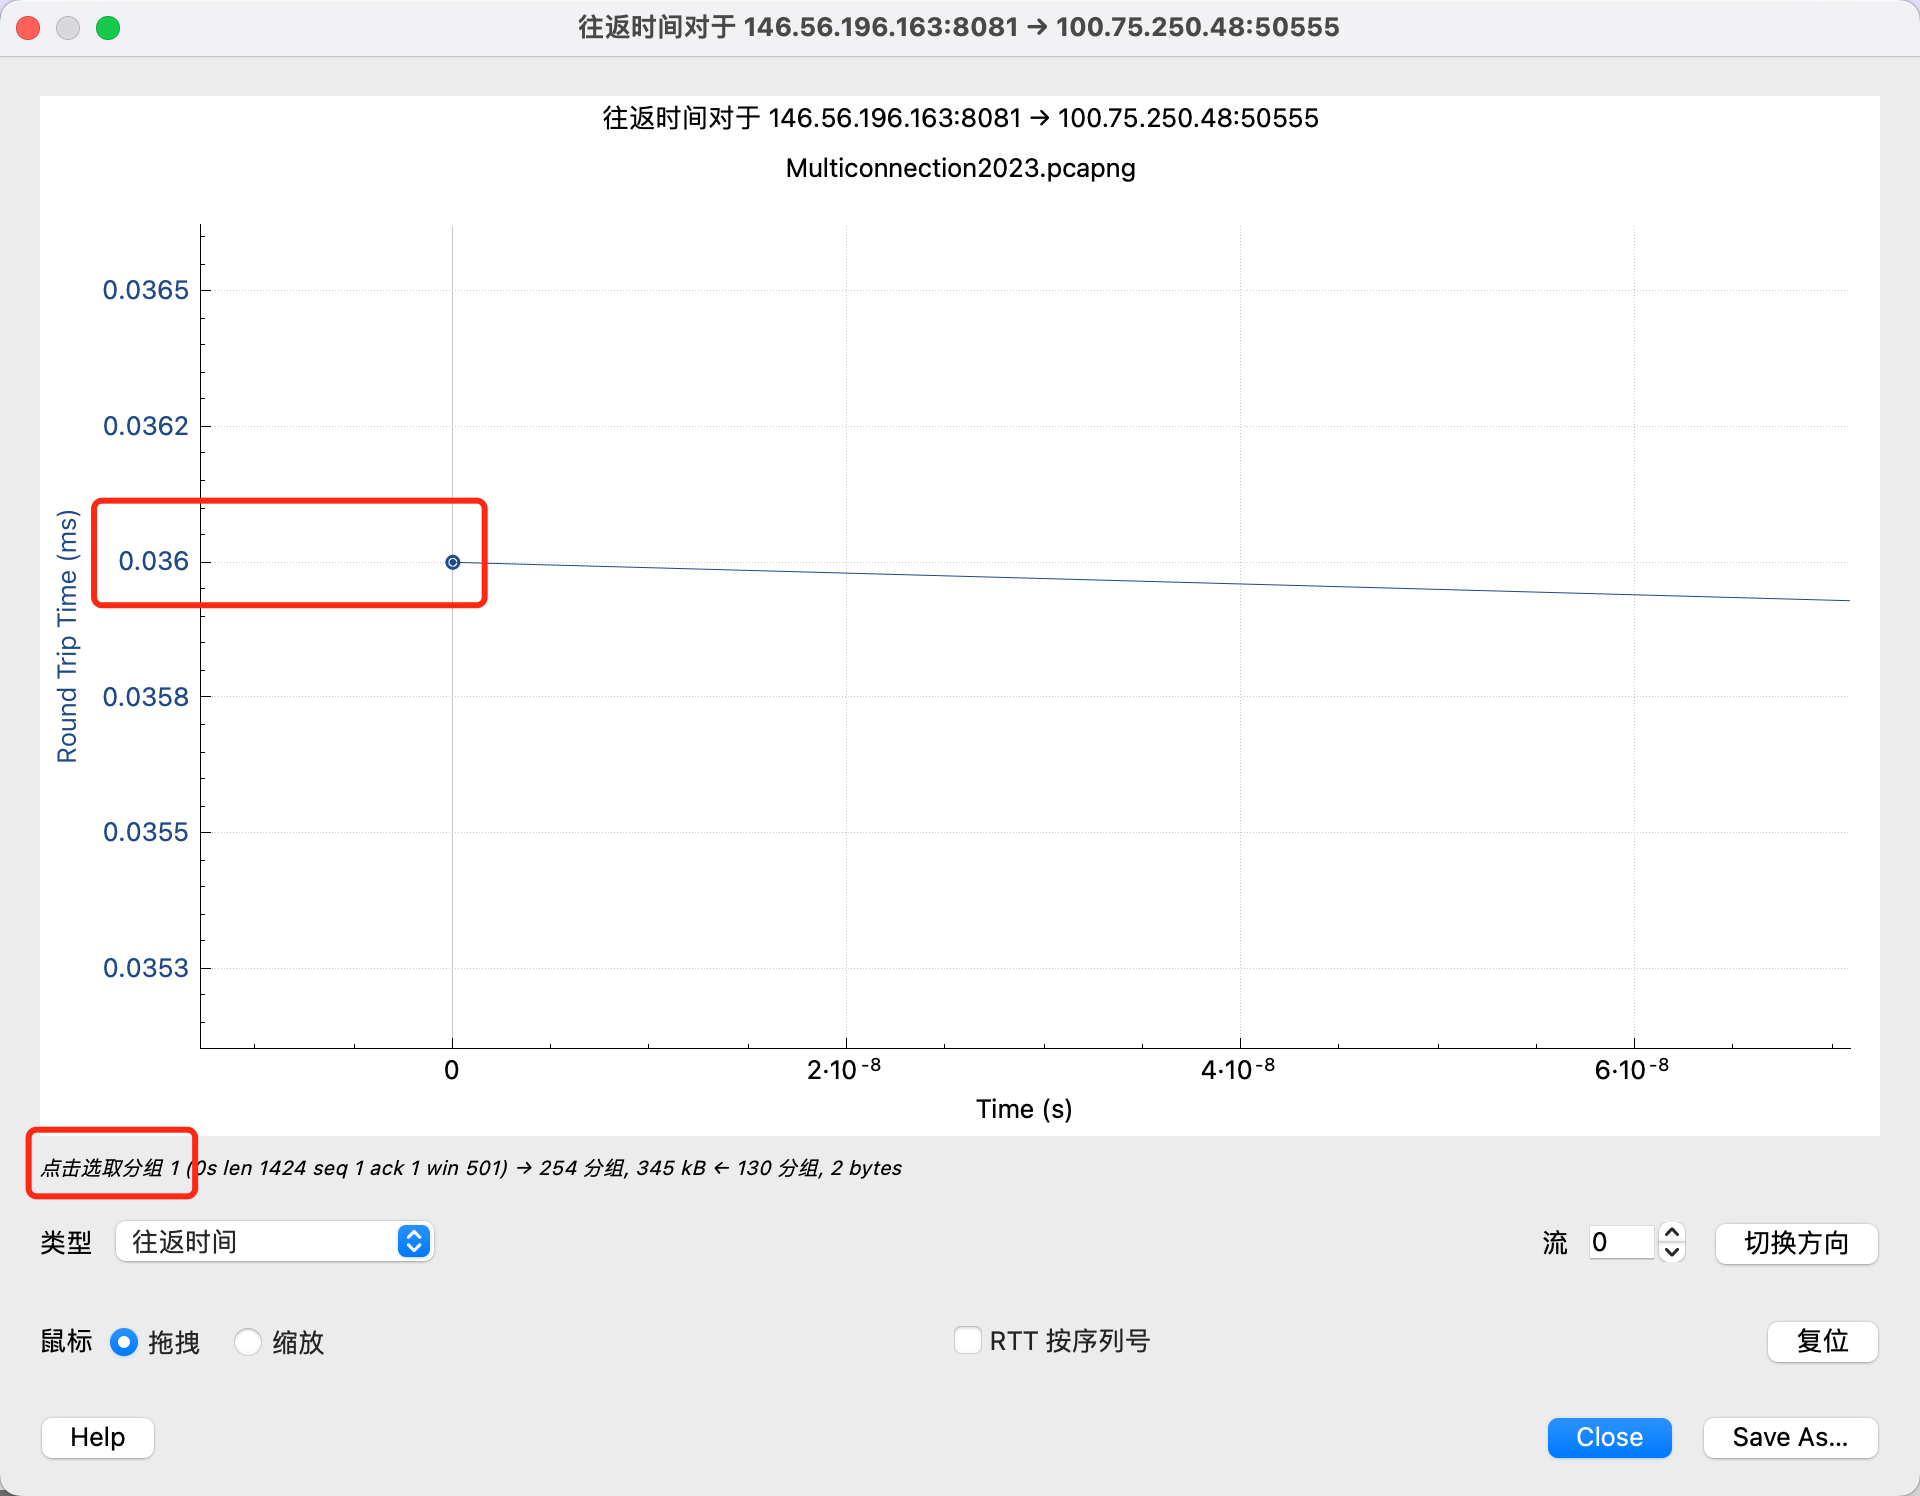 往返时间对于 146.56.196.163:8081 → 100.75.250.48:50555
往返时间对于 146.56.196.163:8081 → 100.75.250.48:50555
Multiconnection2023.pcapng
Round Trip Time (ms)
0.0365
0.0362
0.036
0.0358
0.0355
0.0353
0 2·10⁻⁸ 4·10⁻⁸ 6·10⁻⁸
Time (s)
点击选取分组 1 (0s len 1424 seq 1 ack 1 win 501) → 254 分组, 345 kB ← 130 分组, 2 bytes
类型 往返时间 流 0 切换方向
鼠标 拖拽 缩放 RTT 按序列号 复位
Help Close Save As...